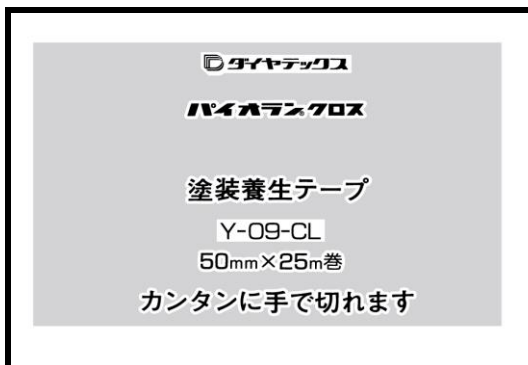 ダイヤテックス
パイオランクロス
塗装養生テープ
Y-09-CL
50mm×25m巻
カンタンに手で切れます